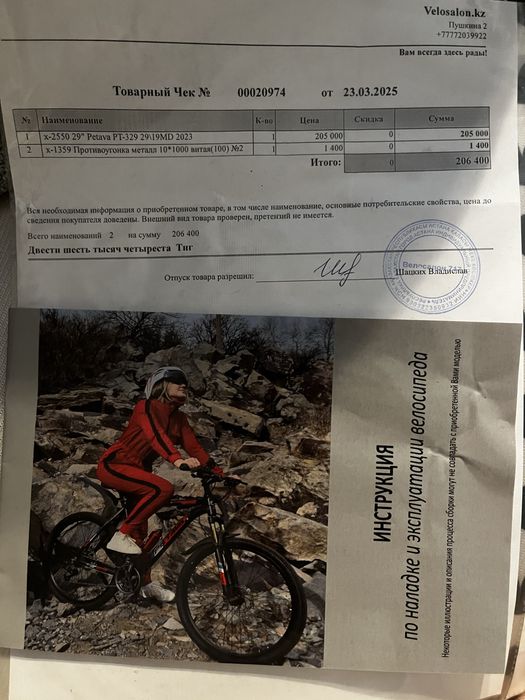 Velosalon.kz
Пушкина 2
+77772039922
Вам всегда здесь рады!
Товарный Чек № 00020974 от 23.03.2025
№ Наименование К-во Цена Скидка Сумма
1 x-2550 29" Petava PT-329 29\19MD 2023 1 205 000 0 205 000
2 x-1359 Противоугонка металл 10*1000 витая(100) №2 1 1 400 0 1 400
Итого: 0 206 400
Вся необходимая информация о приобретенном товаре, в том числе наименование, основные потребительские свойства, цена до
сведения покупателя доведены. Внешний вид товара проверен, претензий не имеется.
Всего наименований 2 на сумму 206 400
Двести шесть тысяч четыреста Тнг
Отпуск товара разрешил: Шацких Владислав
ИНСТРУКЦИЯ
по наладке и эксплуатации велосипеда
Некоторые иллюстрации и описания процесса сборки могут не совпадать с приобретенной Вами моделью